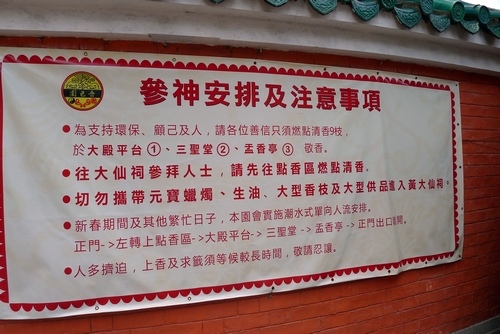 參神安排及注意事項
●為支持環保、顧己及人，請各位善信只須燃點清香9枝，
於大殿平台①、三聖堂②、盂香亭③ 敬香。
●往大仙祠參拜人士，請先往點香區燃點清香。
●切勿攜帶元寶蠟燭、生油、大型香枝及大型供品進入黃大仙祠。
●新春期間及其他繁忙日子，本園會實施潮水式單向人流安排。
正門->左轉上點香區->大殿平台->三聖堂->盂香亭->正門出口離開。
●人多擠迫，上香及求籤須等候較長時間，敬請忍讓。